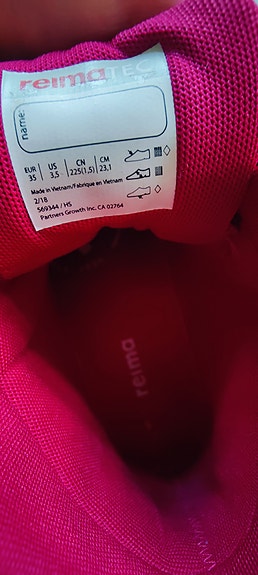 reimaTEC
name:
EUR | US | CN | CM
35 | 3,5 | 225(1,5) | 23,1
Made in Vietnam/Fabriqué en Vietnam
2/18
569344 / HS
Partners Growth Inc. CA 02764
reima